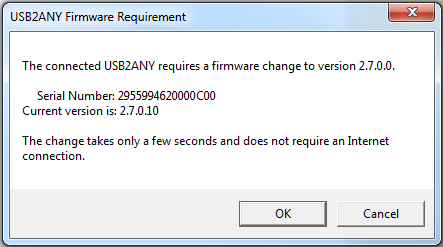 USB2ANY Firmware Requirement
The connected USB2ANY requires a firmware change to version 2.7.0.0.
Serial Number: 2955994620000C00
Current version is: 2.7.0.10
The change takes only a few seconds and does not require an Internet
connection.
OK Cancel